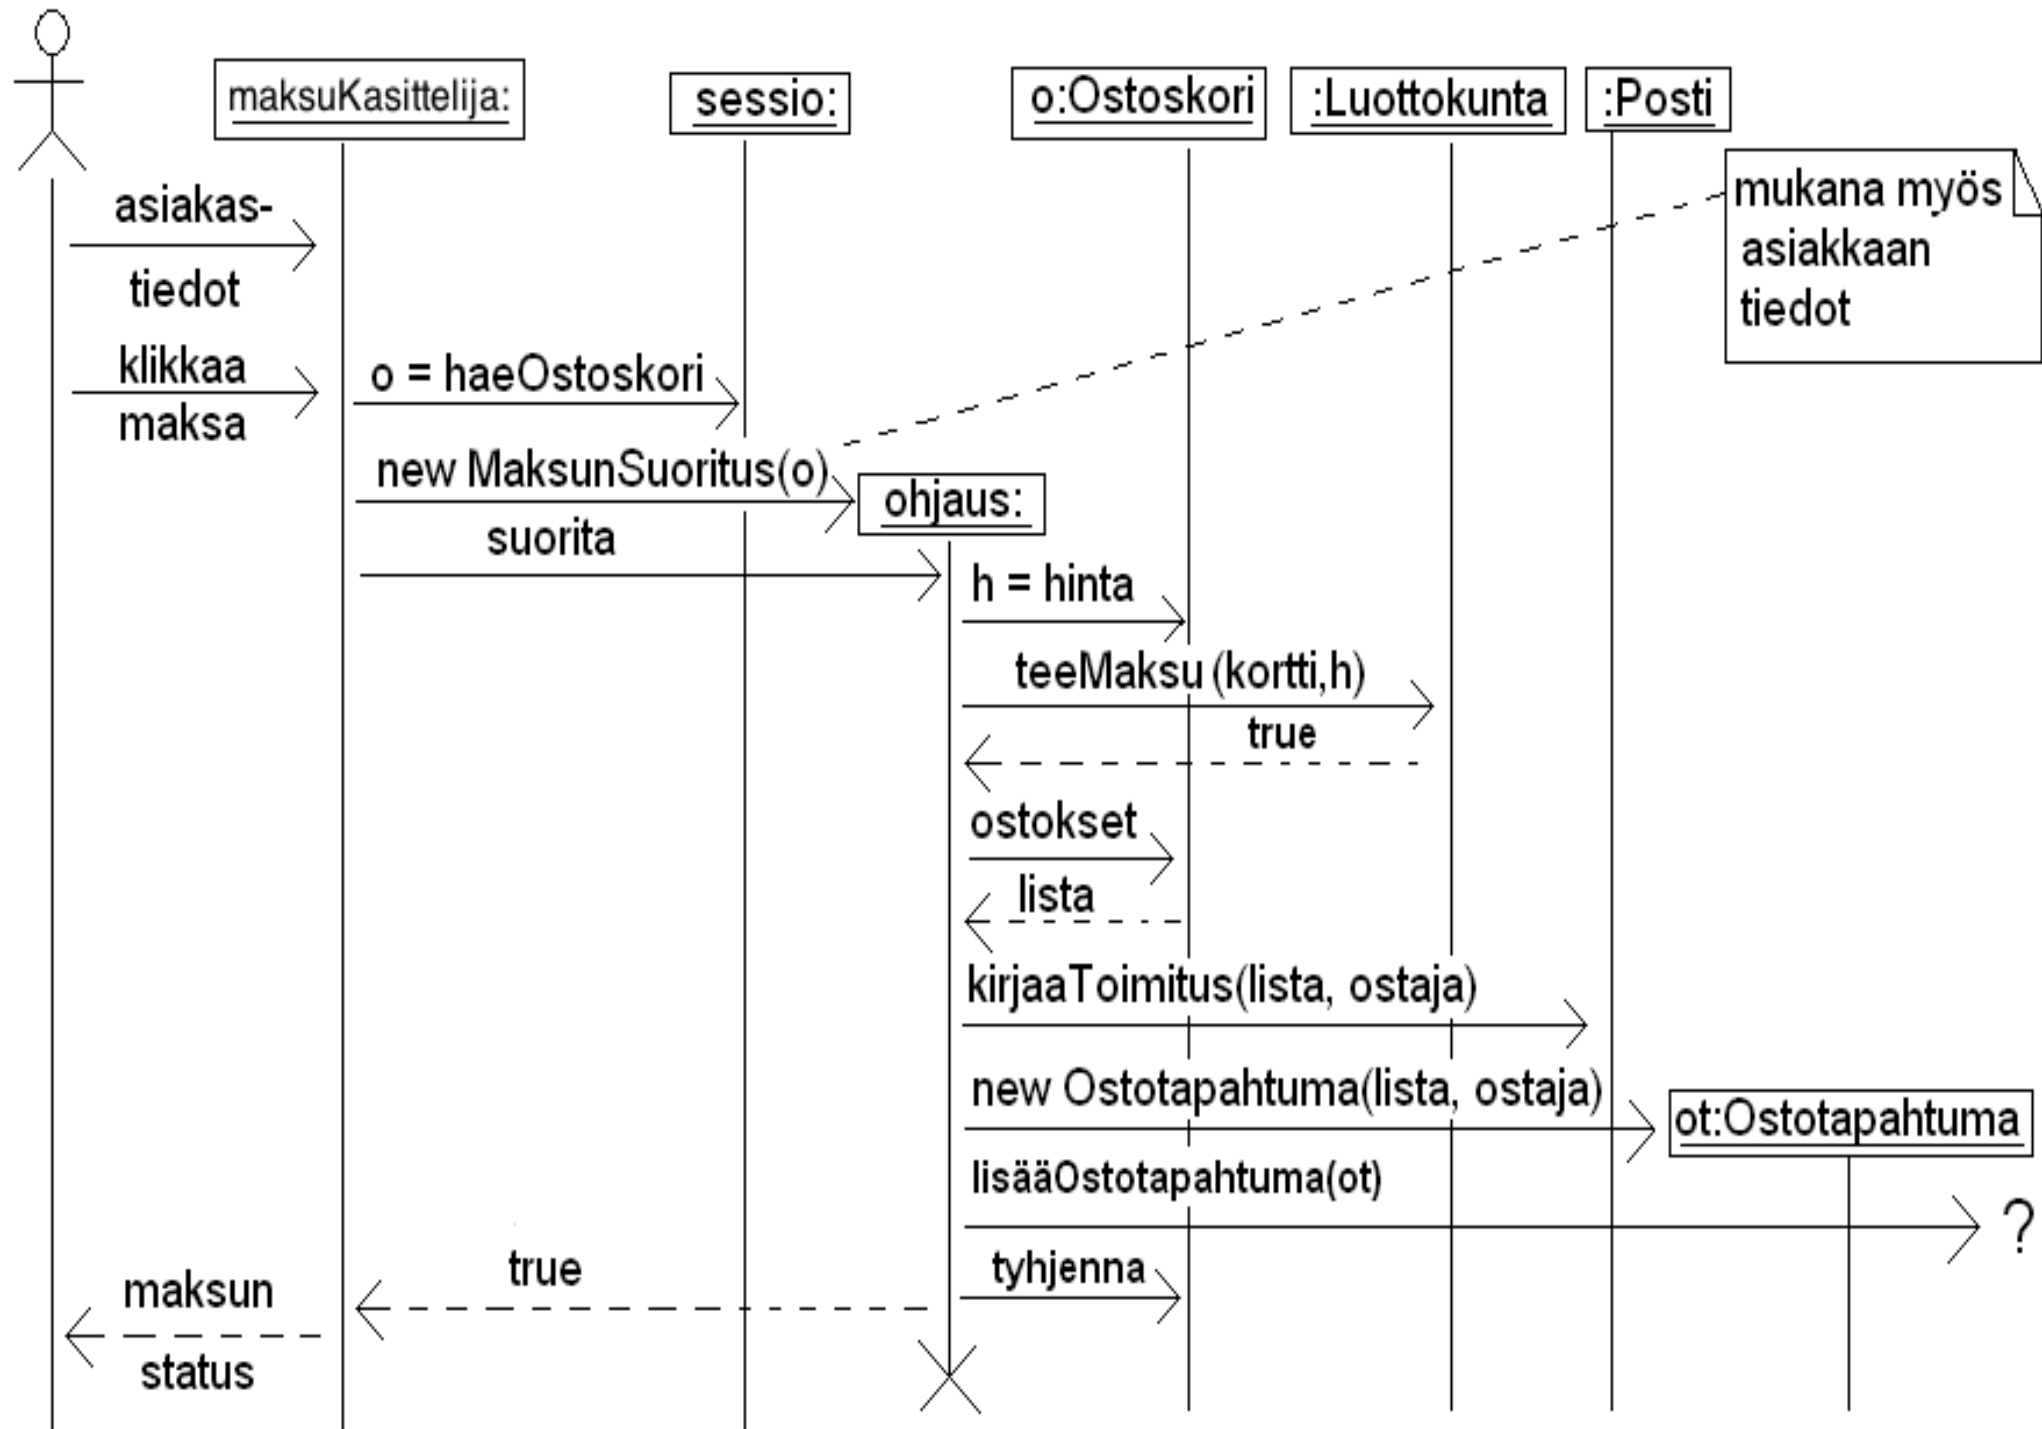 maksuKasittelija:
sessio:
o:Ostoskori
:Luottokunta
:Posti
mukana myös
asiakkaan
tiedot
asiakas-
tiedot
klikkaa
maksa
o = haeOstoskori
new MaksunSuoritus(o)
ohjaus:
suorita
h = hinta
teeMaksu (kortti,h)
true
ostokset
lista
kirjaaToimitus(lista, ostaja)
new Ostotapahtuma(lista, ostaja)
ot:Ostotapahtuma
lisääOstotapahtuma(ot)
?
tyhjenna
true
maksun
status